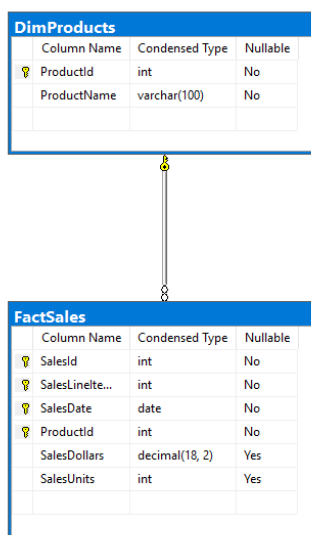 DimProducts
Column Name Condensed Type Nullable
ProductId int No
ProductName varchar(100) No
FactSales
Column Name Condensed Type Nullable
SalesId int No
SalesLineIte... int No
SalesDate date No
ProductId int No
SalesDollars decimal(18, 2) Yes
SalesUnits int Yes